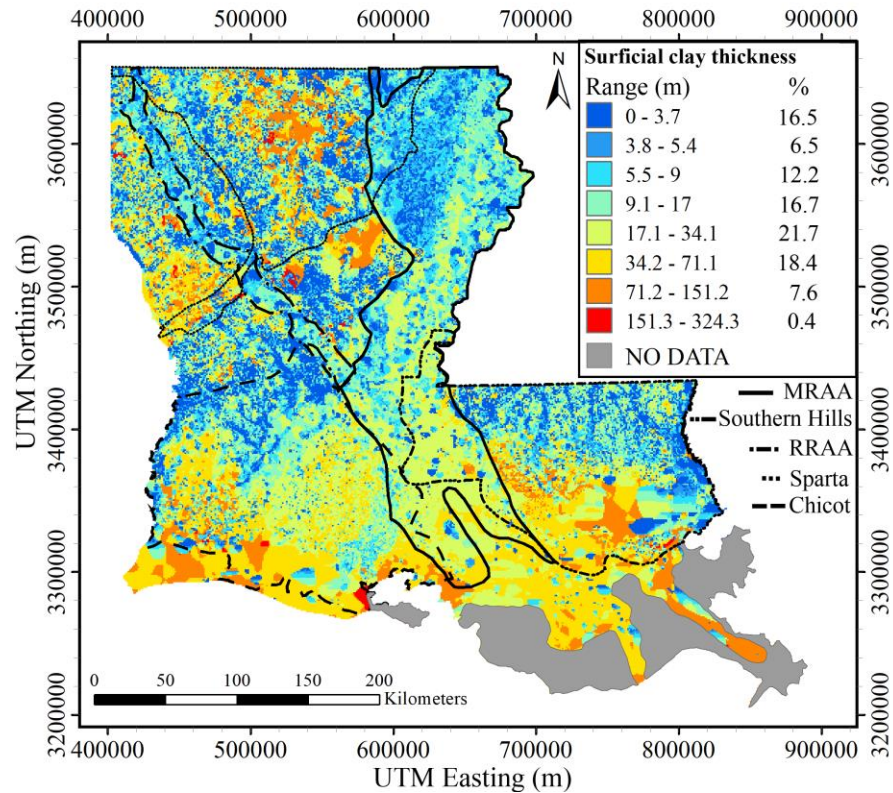 400000 500000 600000 700000 800000 900000
N
Surficial clay thickness
Range (m) %
0 - 3.7 16.5
3.8 - 5.4 6.5
5.5 - 9 12.2
9.1 - 17 16.7
17.1 - 34.1 21.7
34.2 - 71.1 18.4
71.2 - 151.2 7.6
151.3 - 324.3 0.4
NO DATA
MRAA
Southern Hills
RRAA
Sparta
Chicot
UTM Northing (m)
3600000
3500000
3400000
3300000
3200000
3600000
3500000
3400000
3300000
3200000
0 50 100 150 200
Kilometers
400000 500000 600000 700000 800000 900000
UTM Easting (m)